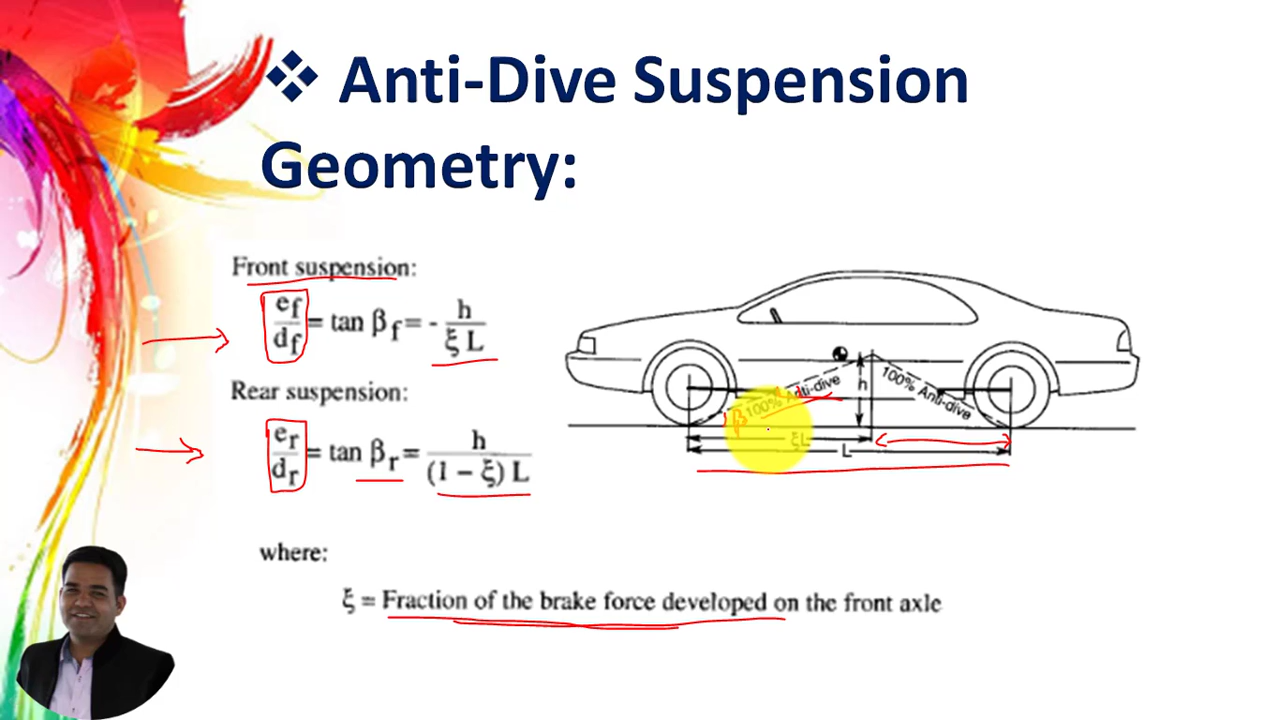 ❖ Anti-Dive Suspension
Geometry:
Front suspension:
e_f / d_f = tan β_f = - h / ξ L
Rear suspension:
e_r / d_r = tan β_r = h / (1 – ξ) L
where:
ξ = Fraction of the brake force developed on the front axle
100% Anti-dive
h
100% Anti-dive
β
ξL
L